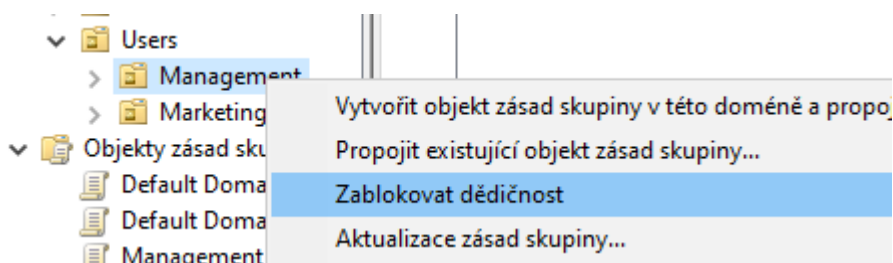 Users
Management
Marketing
Vytvořit objekt zásad skupiny v této doméně a propoj
Objekty zásad sku
Propojit existující objekt zásad skupiny...
Default Doma
Zablokovat dědičnost
Default Doma
Aktualizace zásad skupiny...
Management